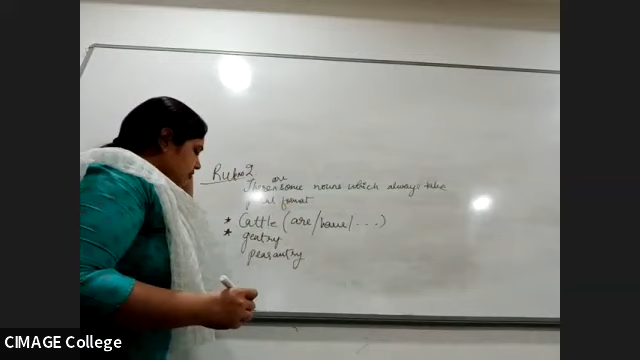 Rule 2
There are some nouns which always take
plural format
* Cattle (are/have/...)
* gentry
peasantry
CIMAGE College